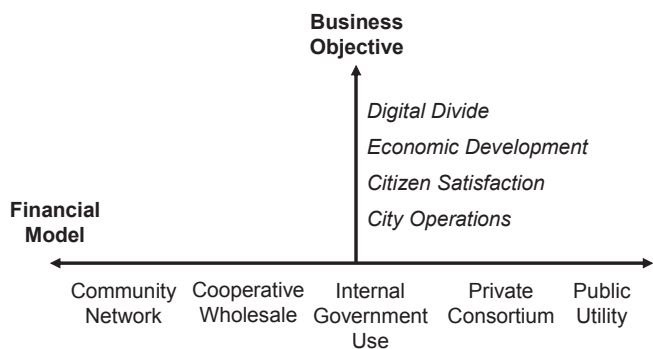 Business
Objective
Digital Divide
Economic Development
Citizen Satisfaction
City Operations
Financial
Model
Community
Network
Cooperative
Wholesale
Internal
Government
Use
Private
Consortium
Public
Utility